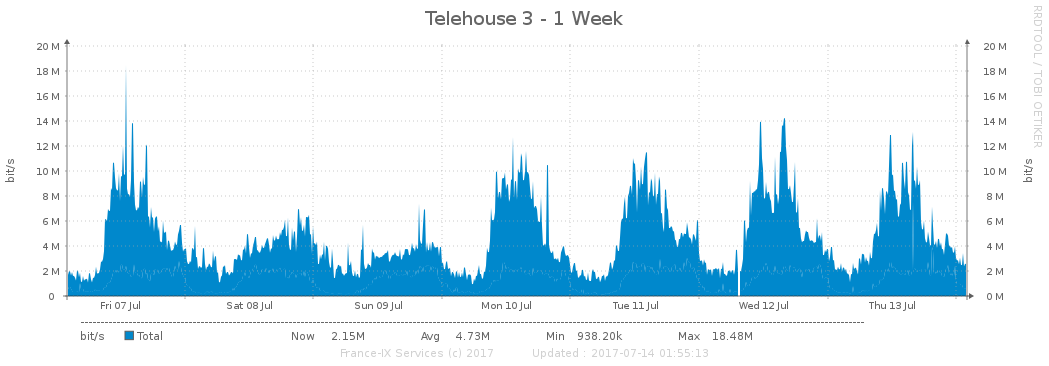 Telehouse 3 - 1 Week
RRDTOOL / TOBI OETIKER
bit/s
20 M 20 M
18 M 18 M
16 M 16 M
14 M 14 M
12 M 12 M
10 M 10 M
8 M 8 M
6 M 6 M
4 M 4 M
2 M 2 M
0 0 M
bit/s
Fri 07 Jul Sat 08 Jul Sun 09 Jul Mon 10 Jul Tue 11 Jul Wed 12 Jul Thu 13 Jul
bit/s Total Now 2.15M Avg 4.73M Min 938.20k Max 18.48M
France-IX Services (c) 2017 Updated : 2017-07-14 01:55:13